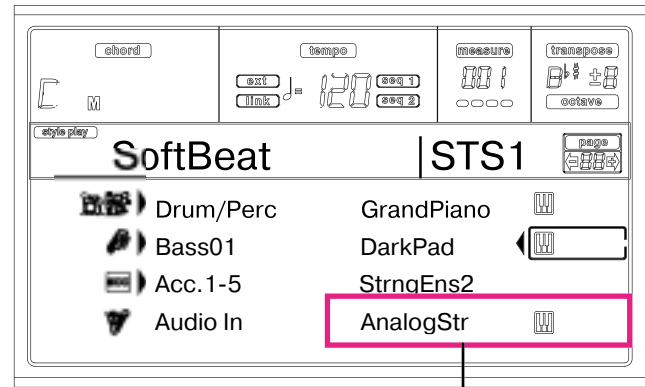 chord tempo measure transpose
C M ext link = 120 seq 1 seq 2 001 B b # ±8 octave
style play SoftBeat STS1 page 88
Drum/Perc GrandPiano
Bass01 DarkPad
Acc.1-5 StrngEns2
Audio In AnalogStr